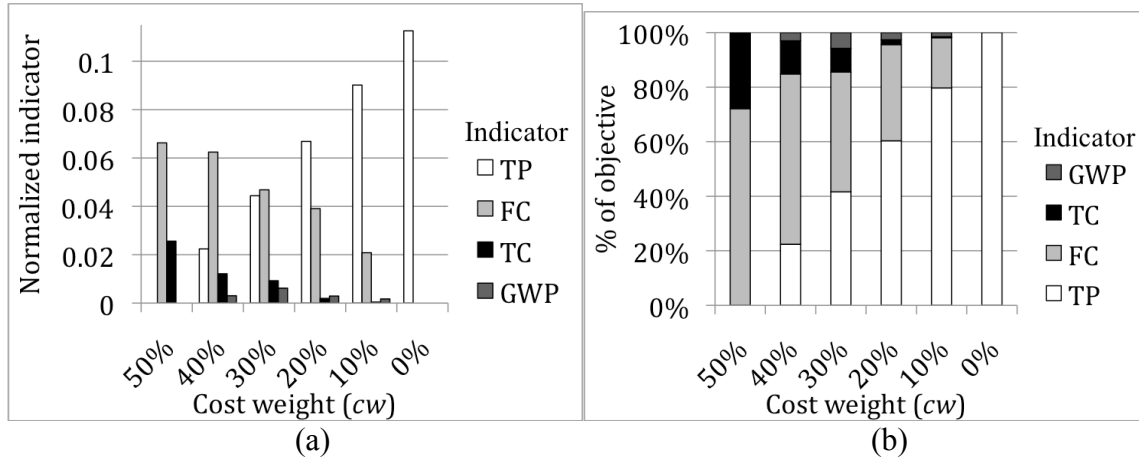 Normalized indicator
0.1
0.08
0.06
0.04
0.02
0
50%
40%
30%
20%
10%
0%
Cost weight (cw)
Indicator
TP
FC
TC
GWP
(a)
% of objective
100%
80%
60%
40%
20%
0%
50%
40%
30%
20%
10%
0%
Cost weight (cw)
Indicator
GWP
TC
FC
TP
(b)